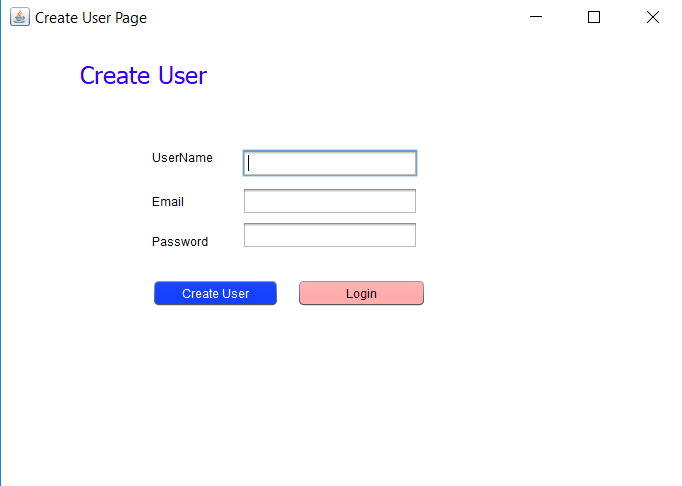 Create User Page
Create User
UserName
Email
Password
Create User Login